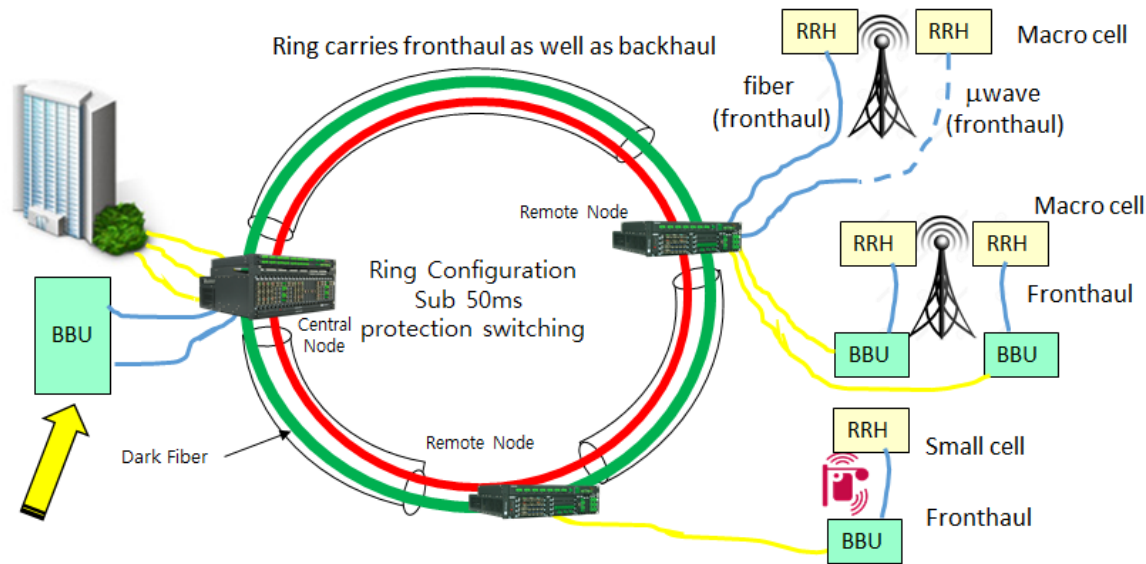 Ring carries fronthaul as well as backhaul
RRH
RRH
Macro cell
fiber
(fronthaul)
μwave
(fronthaul)
Remote Node
Macro cell
RRH
RRH
Fronthaul
BBU
BBU
Ring Configuration
Sub 50ms
protection switching
Central
Node
BBU
Dark Fiber
Remote Node
RRH
Small cell
Fronthaul
BBU